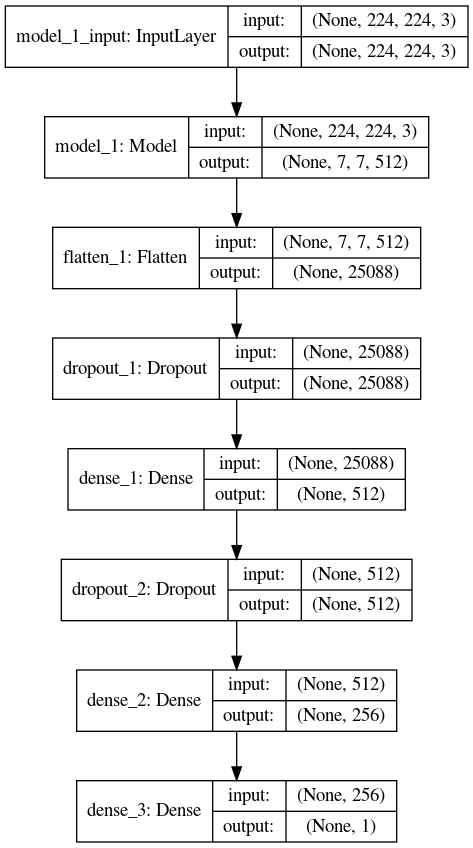 model_1_input: InputLayer
input:
(None, 224, 224, 3)
output:
(None, 224, 224, 3)
model_1: Model
input:
(None, 224, 224, 3)
output:
(None, 7, 7, 512)
flatten_1: Flatten
input:
(None, 7, 7, 512)
output:
(None, 25088)
dropout_1: Dropout
input:
(None, 25088)
output:
(None, 25088)
dense_1: Dense
input:
(None, 25088)
output:
(None, 512)
dropout_2: Dropout
input:
(None, 512)
output:
(None, 512)
dense_2: Dense
input:
(None, 512)
output:
(None, 256)
dense_3: Dense
input:
(None, 256)
output:
(None, 1)